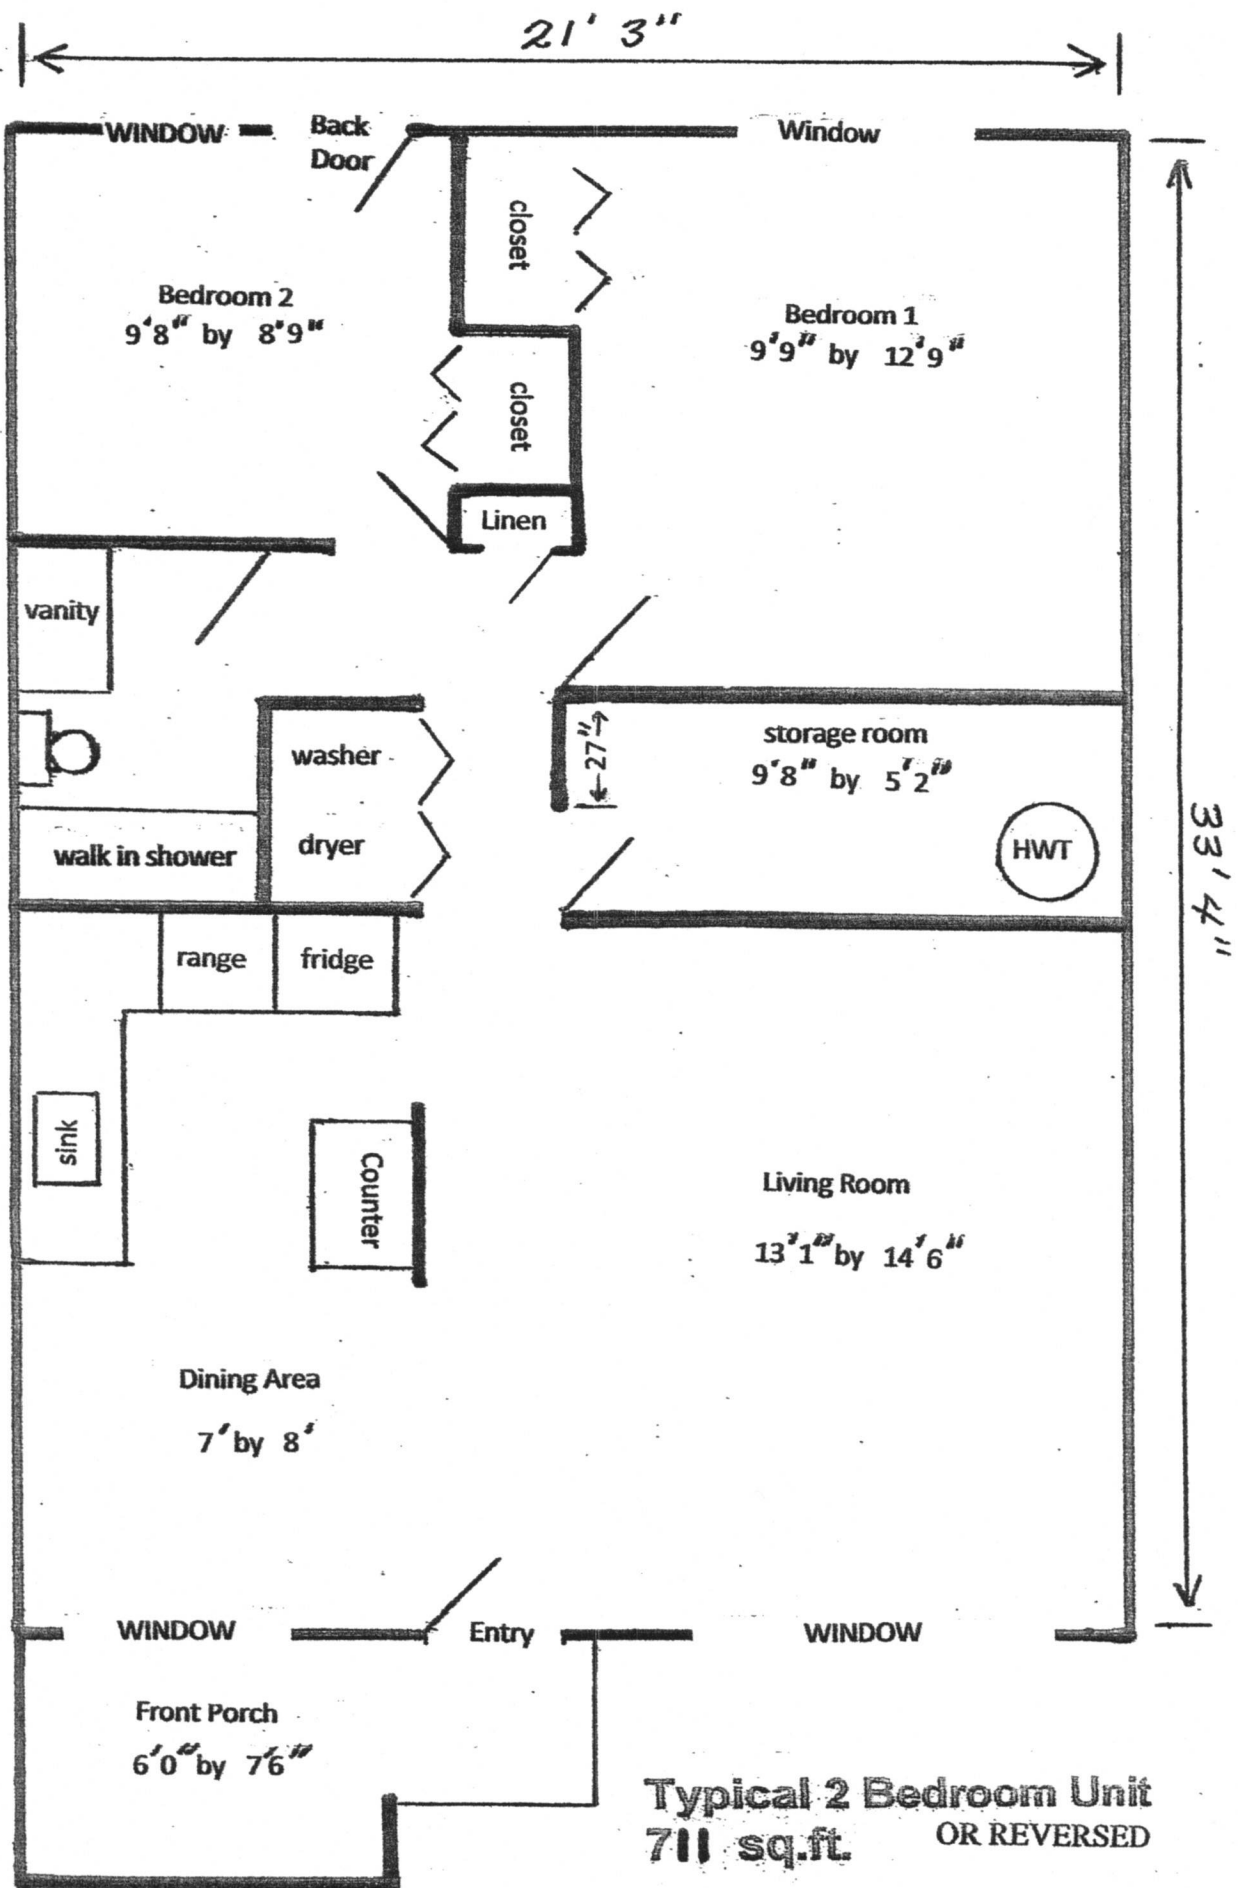 21' 3"
WINDOW
Back
Door
Window
closet
Bedroom 2
9'8" by 8'9"
Bedroom 1
9'9" by 12'9"
closet
Linen
vanity
27"
storage room
9'8" by 5'2"
washer
dryer
HWT
33' 4"
walk in shower
range
fridge
sink
Counter
Living Room
13'1" by 14'6"
Dining Area
7' by 8'
WINDOW
Entry
WINDOW
Front Porch
6'0" by 7'6"
Typical 2 Bedroom Unit
711 sq.ft.
OR REVERSED